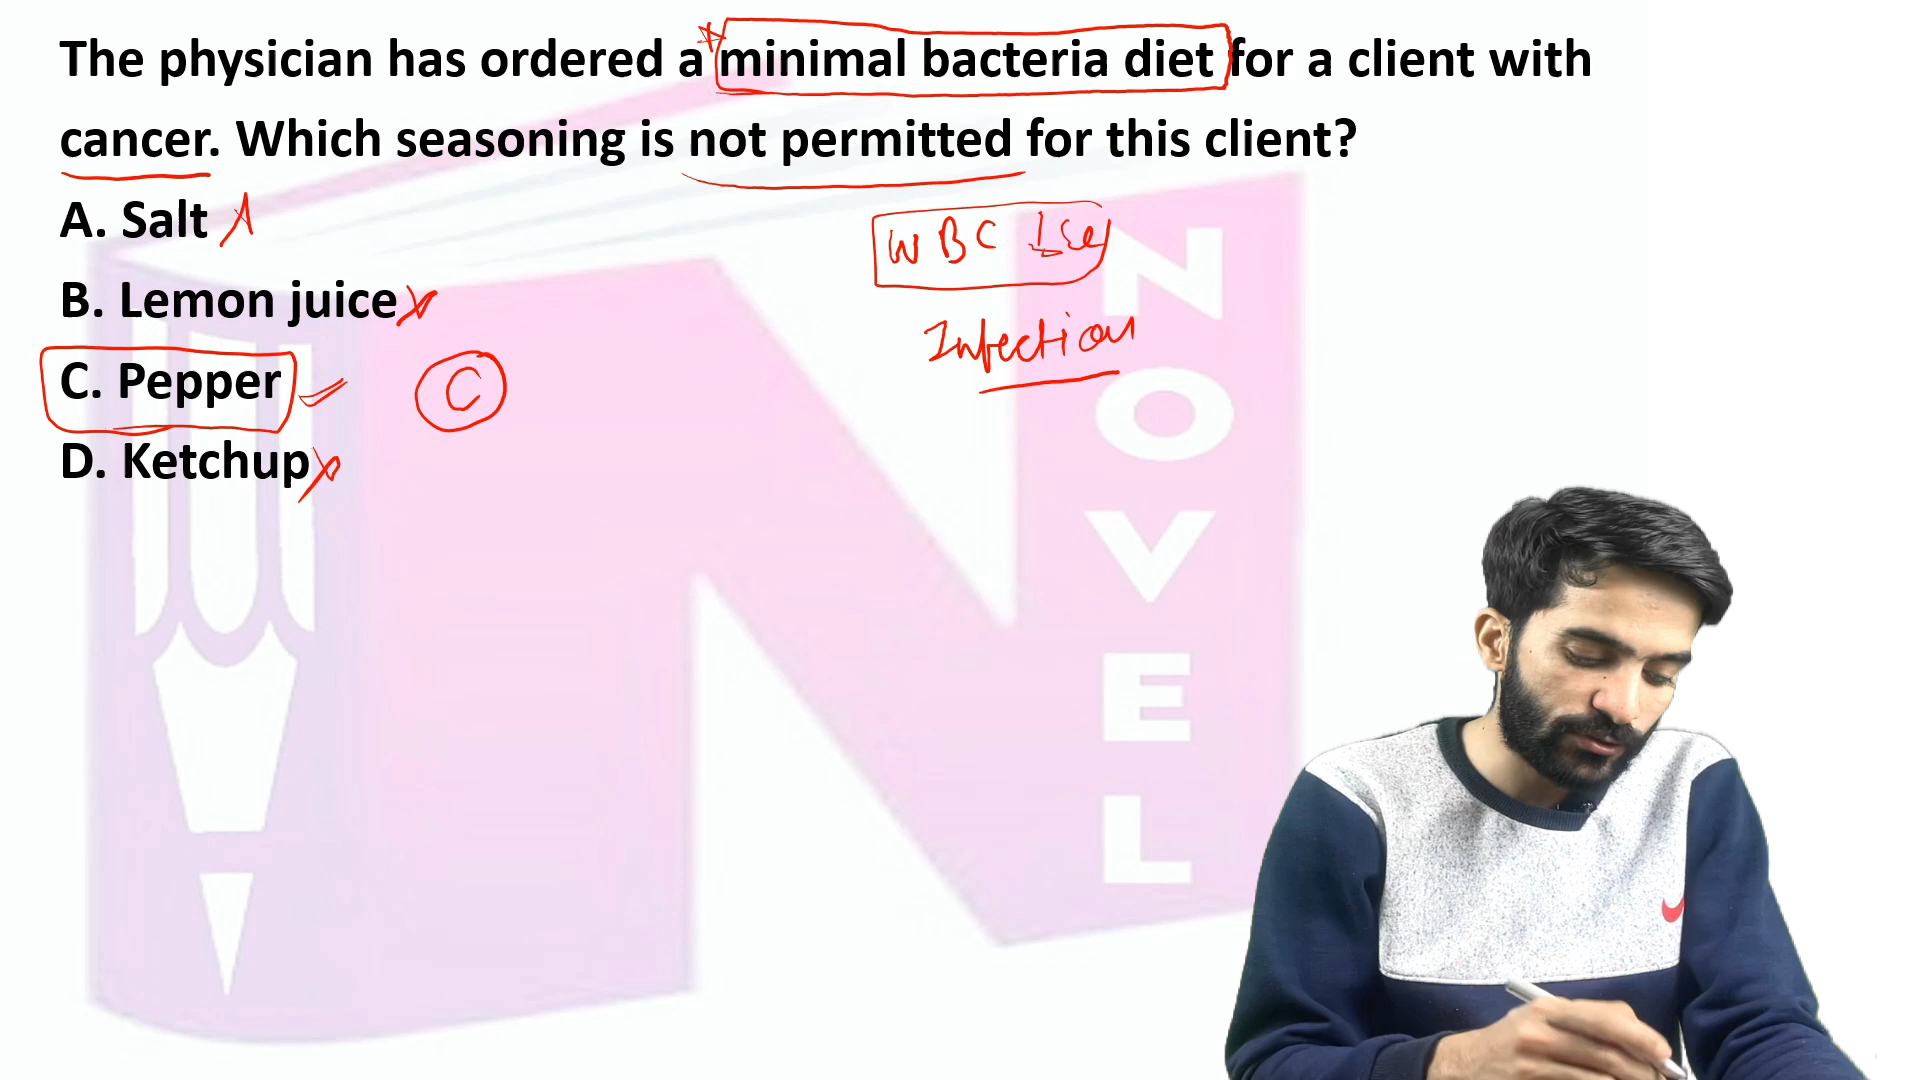 The physician has ordered a minimal bacteria diet for a client with
cancer. Which seasoning is not permitted for this client?
A. Salt
B. Lemon juice
C. Pepper
D. Ketchup
C
WBC
Infection
NOVEL